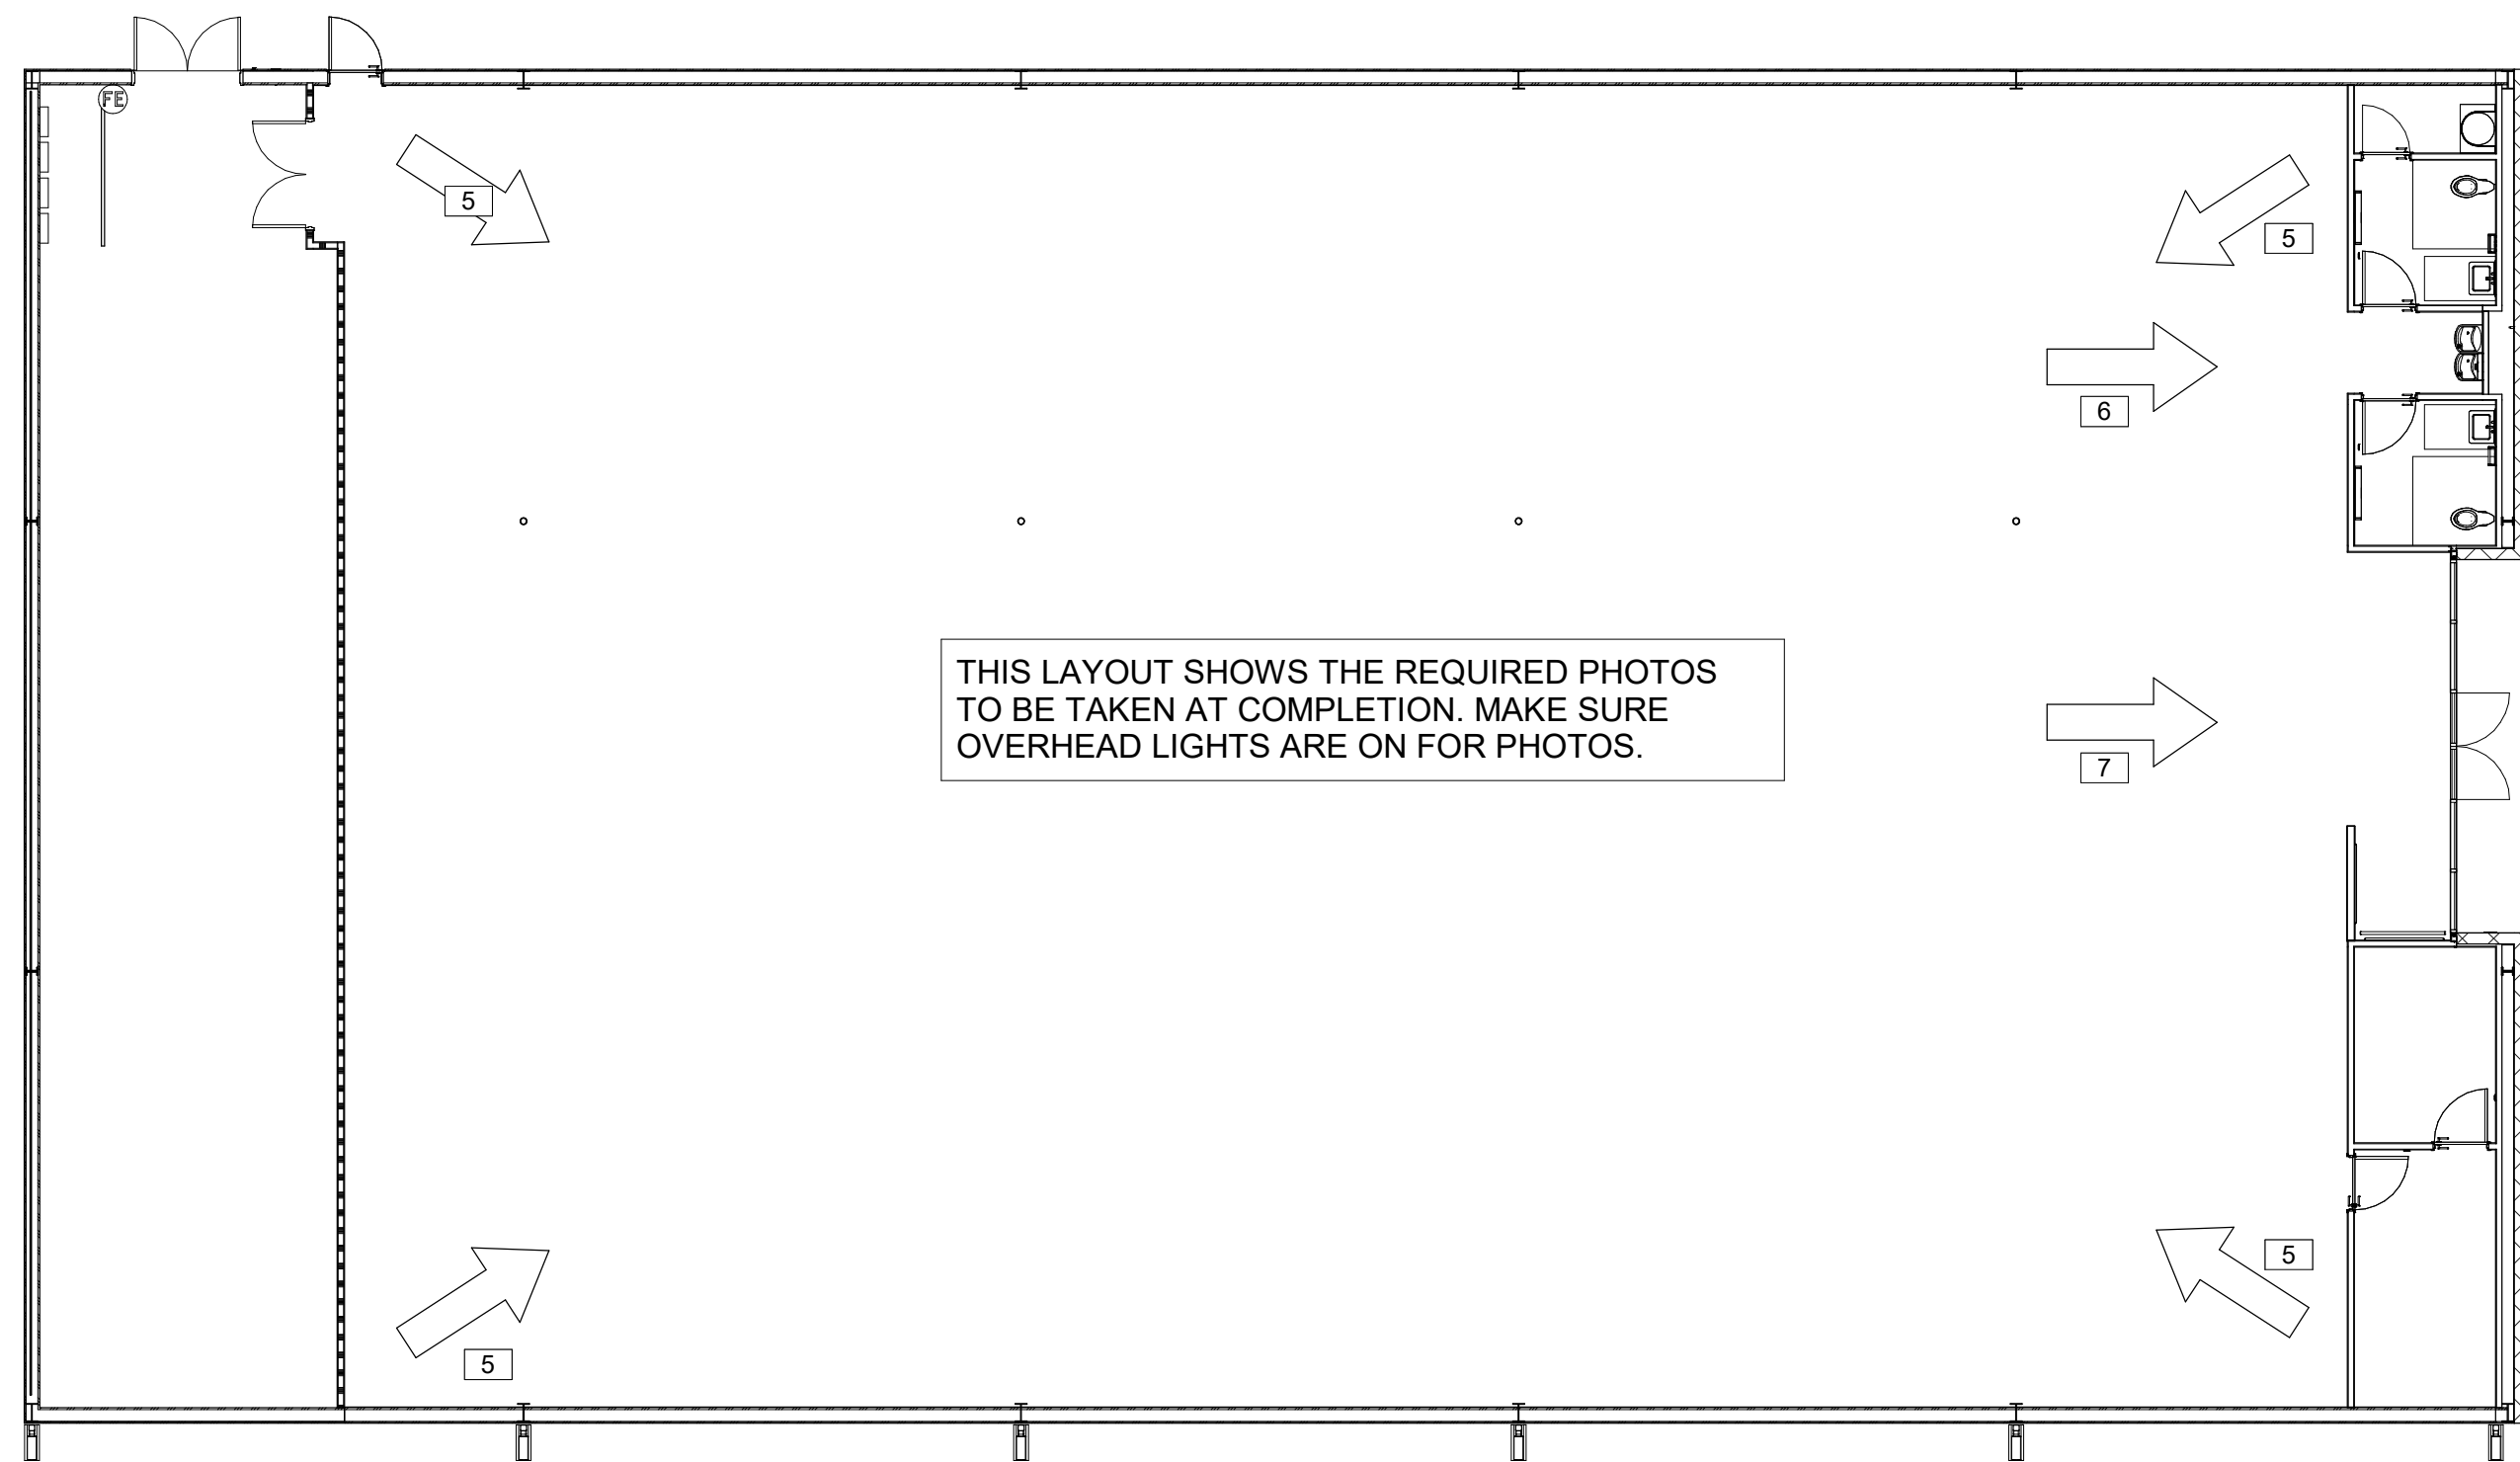 FE
5
5
6
THIS LAYOUT SHOWS THE REQUIRED PHOTOS
TO BE TAKEN AT COMPLETION. MAKE SURE
OVERHEAD LIGHTS ARE ON FOR PHOTOS.
7
5
5